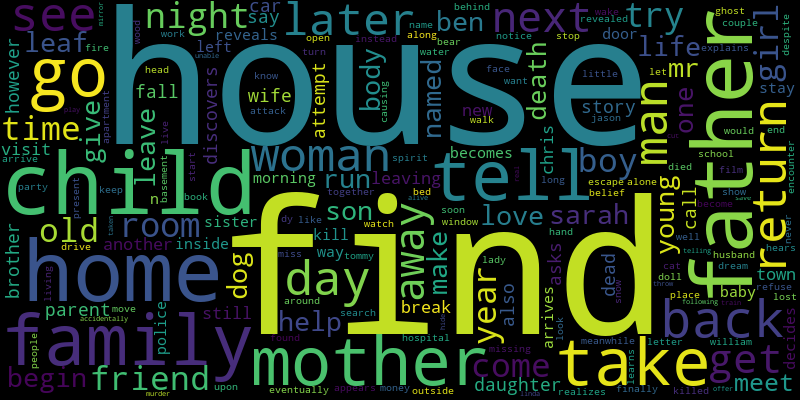 see
house
night
later
car
say
ben
next
try
door
life
mr
girl
father
leaf
reveals
left
however
go
give
fall
wife
attempt
body
named
death
new
story
man
one
stay
time
visit
leave
discovers
woman
run
leaving
tell
boy
chris
return
child
old
room
sister
morning
son
becomes
love
sarah
young
call
another
inside
brother
home
dog
day
away
make
year
also
dead
town
baby
find
family
parent
police
still
help
kill
break
come
arrives
asks
back
begin
friend
mother
daughter
take
get
meet
decides
upon
people
murder
accidentally
eventually
money
appears
outside
realizes
finally
killed
offer
linda
hospital
missing
meanwhile
letter
william
search
found
around
miss
watch
tommy
way
lady
soon
window
together
like
bed
alive
spirit
escape
alone
belief
long
hand
husband
dream
cat
doll
place
refuse
lost
following
telling
school
film
show
would
end
died
become
encounter
never
hears
despite
ghost
couple
explains
revealed
notice
stop
behind
name
along
bear
water
open
turn
instead
unable
work
wood
fire
head
know
attack
causing
face
want
walk
little
jason
let
wake
mirror
apartment
basement
live
start
book
party
keep
present
arrive
drive
move
living
taken
look
snow
learns
throw
well
save
play